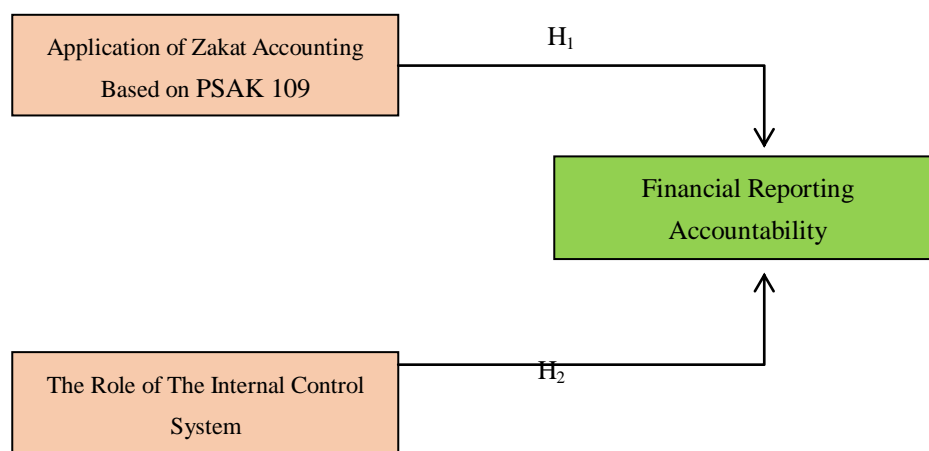 Application of Zakat Accounting
Based on PSAK 109
H₁
Financial Reporting
Accountability
H₂
The Role of The Internal Control
System